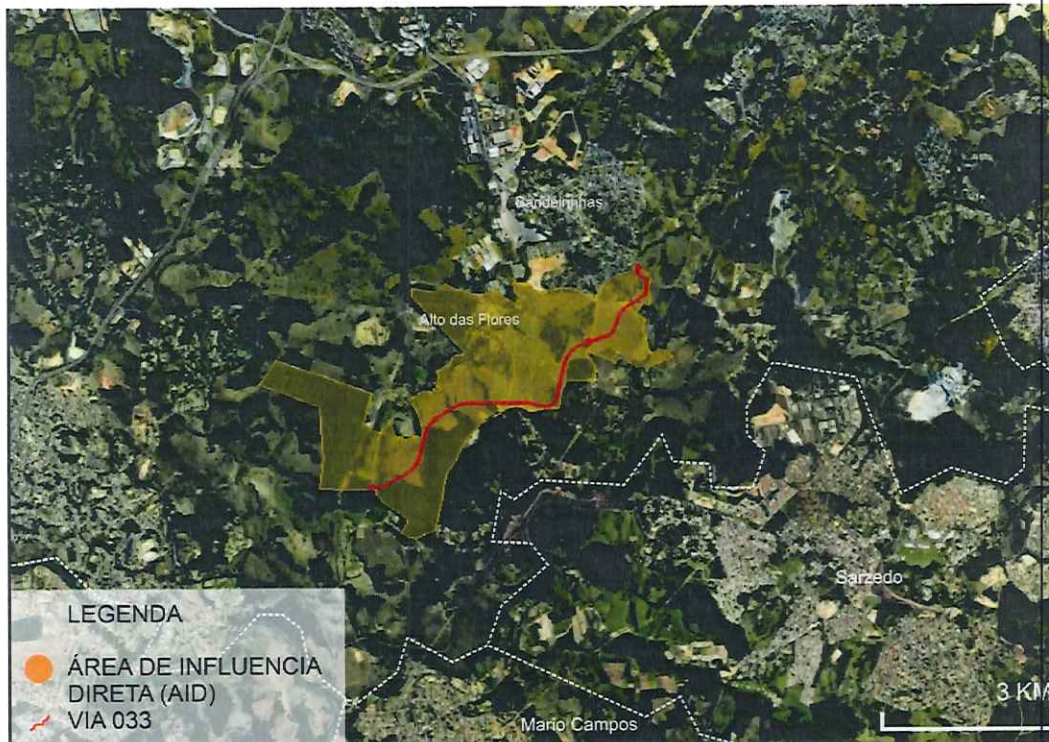 Bandeirinhas
Alto das Flores
Sarzedo
LEGENDA
ÁREA DE INFLUENCIA
DIRETA (AID)
VIA 033
3 KM
Mario Campos